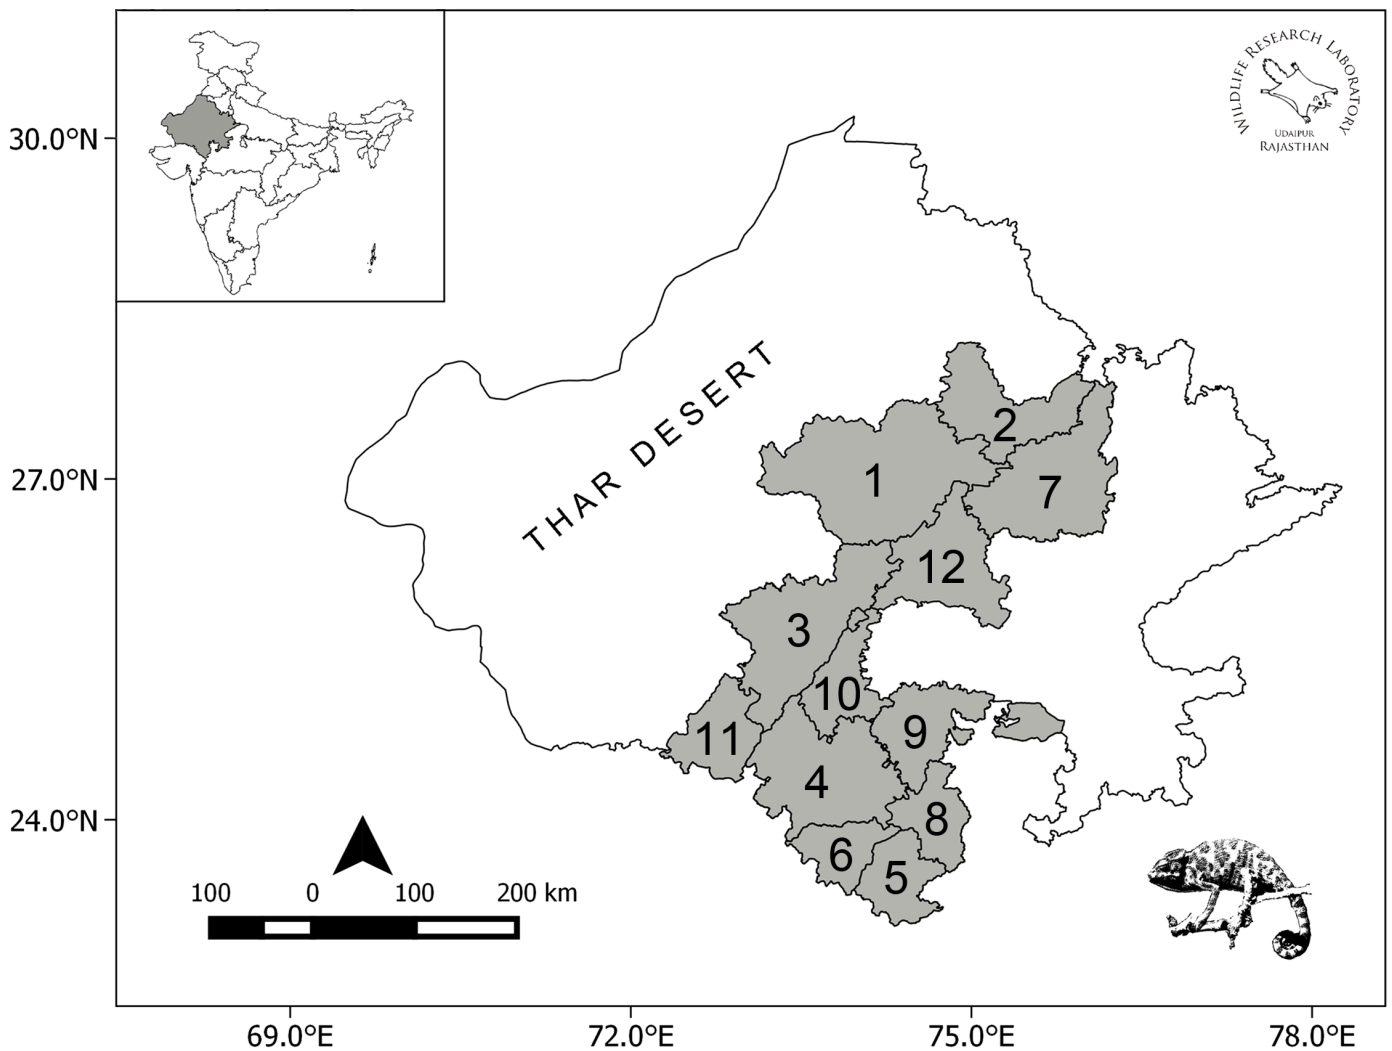 WILDLIFE RESEARCH LABORATORY
UDAIPUR
RAJASTHAN
30.0°N
27.0°N
24.0°N
THAR DESERT
2
1
7
12
3
10
11
9
4
8
6
5
100 0 100 200 km
69.0°E 72.0°E 75.0°E 78.0°E